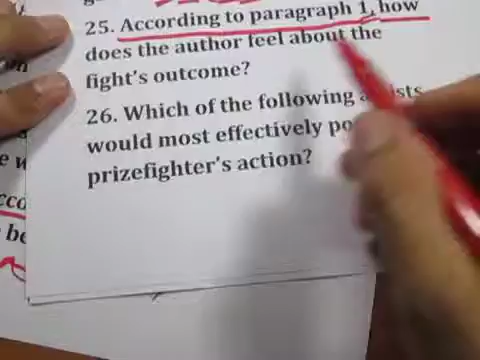 25. According to paragraph 1, how
does the author feel about the
fight's outcome?
26. Which of the following
would most effectively
prizefighter's action?